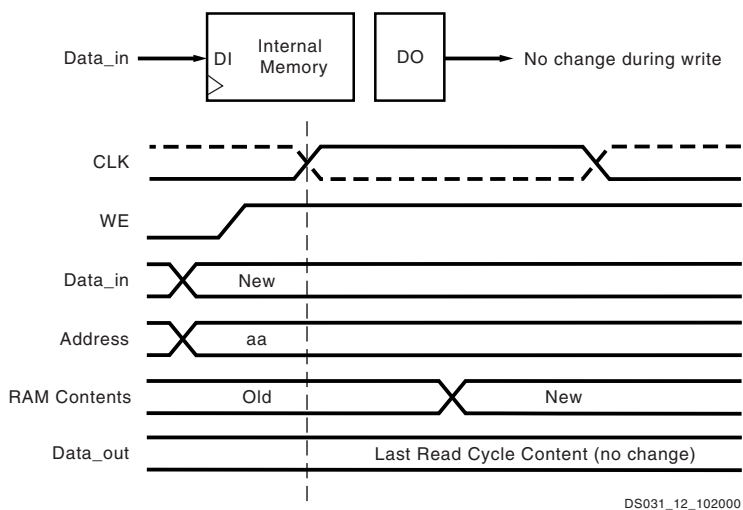 Data_in
DI
Internal
Memory
DO
No change during write
CLK
WE
Data_in
New
Address
aa
RAM Contents
Old
New
Data_out
Last Read Cycle Content (no change)
DS031_12_102000